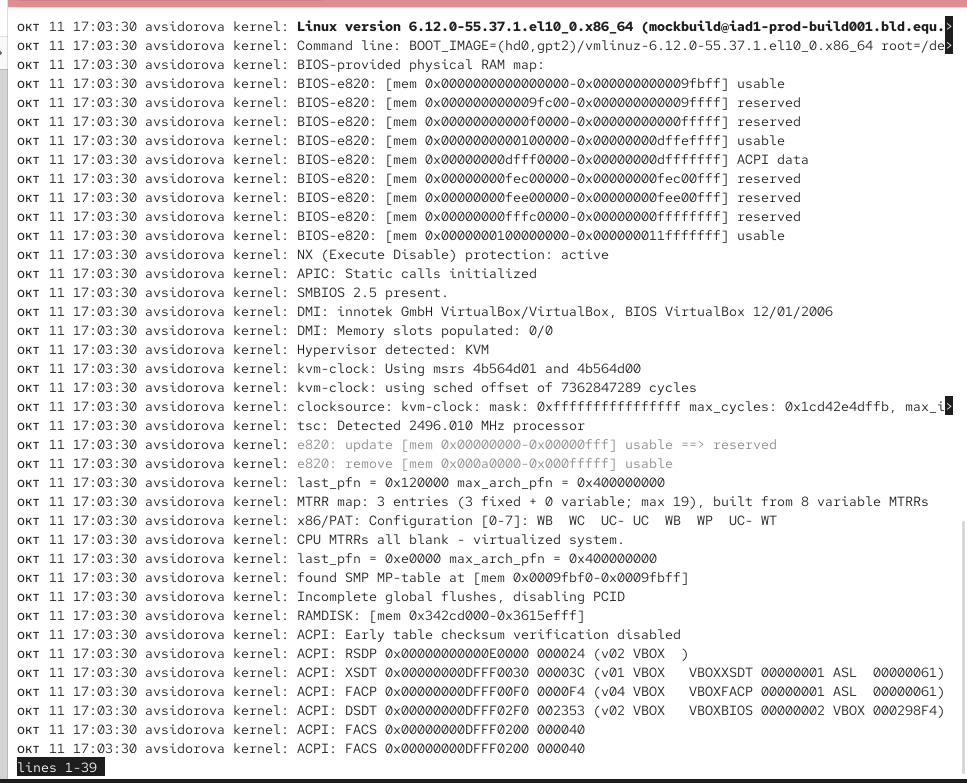 окт 11 17:03:30 avsidorova kernel: Linux version 6.12.0-55.37.1.el10_0.x86_64 (mockbuild@iad1-prod-build001.bld.equ.>
окт 11 17:03:30 avsidorova kernel: Command line: BOOT_IMAGE=(hd0,gpt2)/vmlinuz-6.12.0-55.37.1.el10_0.x86_64 root=/de>
окт 11 17:03:30 avsidorova kernel: BIOS-provided physical RAM map:
окт 11 17:03:30 avsidorova kernel: BIOS-e820: [mem 0x0000000000000000-0x000000000009fbff] usable
окт 11 17:03:30 avsidorova kernel: BIOS-e820: [mem 0x000000000009fc00-0x000000000009ffff] reserved
окт 11 17:03:30 avsidorova kernel: BIOS-e820: [mem 0x00000000000f0000-0x00000000000fffff] reserved
окт 11 17:03:30 avsidorova kernel: BIOS-e820: [mem 0x0000000000100000-0x00000000dffeffff] usable
окт 11 17:03:30 avsidorova kernel: BIOS-e820: [mem 0x00000000dfff0000-0x00000000dfffffff] ACPI data
окт 11 17:03:30 avsidorova kernel: BIOS-e820: [mem 0x00000000fec00000-0x00000000fec00fff] reserved
окт 11 17:03:30 avsidorova kernel: BIOS-e820: [mem 0x00000000fee00000-0x00000000fee00fff] reserved
окт 11 17:03:30 avsidorova kernel: BIOS-e820: [mem 0x00000000fffc0000-0x00000000ffffffff] reserved
окт 11 17:03:30 avsidorova kernel: BIOS-e820: [mem 0x0000000100000000-0x000000011fffffff] usable
окт 11 17:03:30 avsidorova kernel: NX (Execute Disable) protection: active
окт 11 17:03:30 avsidorova kernel: APIC: Static calls initialized
окт 11 17:03:30 avsidorova kernel: SMBIOS 2.5 present.
окт 11 17:03:30 avsidorova kernel: DMI: innotek GmbH VirtualBox/VirtualBox, BIOS VirtualBox 12/01/2006
окт 11 17:03:30 avsidorova kernel: DMI: Memory slots populated: 0/0
окт 11 17:03:30 avsidorova kernel: Hypervisor detected: KVM
окт 11 17:03:30 avsidorova kernel: kvm-clock: Using msrs 4b564d01 and 4b564d00
окт 11 17:03:30 avsidorova kernel: kvm-clock: using sched offset of 7362847289 cycles
окт 11 17:03:30 avsidorova kernel: clocksource: kvm-clock: mask: 0xffffffffffffffff max_cycles: 0x1cd42e4dffb, max_i>
окт 11 17:03:30 avsidorova kernel: tsc: Detected 2496.010 MHz processor
окт 11 17:03:30 avsidorova kernel: e820: update [mem 0x00000000-0x00000fff] usable ==> reserved
окт 11 17:03:30 avsidorova kernel: e820: remove [mem 0x000a0000-0x000fffff] usable
окт 11 17:03:30 avsidorova kernel: last_pfn = 0x120000 max_arch_pfn = 0x400000000
окт 11 17:03:30 avsidorova kernel: MTRR map: 3 entries (3 fixed + 0 variable; max 19), built from 8 variable MTRRs
окт 11 17:03:30 avsidorova kernel: x86/PAT: Configuration [0-7]: WB  WC  UC- UC  WB  WP  UC- WT
окт 11 17:03:30 avsidorova kernel: CPU MTRRs all blank - virtualized system.
окт 11 17:03:30 avsidorova kernel: last_pfn = 0xe0000 max_arch_pfn = 0x400000000
окт 11 17:03:30 avsidorova kernel: found SMP MP-table at [mem 0x0009fbf0-0x0009fbff]
окт 11 17:03:30 avsidorova kernel: Incomplete global flushes, disabling PCID
окт 11 17:03:30 avsidorova kernel: RAMDISK: [mem 0x342cd000-0x3615efff]
окт 11 17:03:30 avsidorova kernel: ACPI: Early table checksum verification disabled
окт 11 17:03:30 avsidorova kernel: ACPI: RSDP 0x00000000000E0000 000024 (v02 VBOX  )
окт 11 17:03:30 avsidorova kernel: ACPI: XSDT 0x00000000DFFF0030 00003C (v01 VBOX   VBOXXSDT 00000001 ASL  00000061)
окт 11 17:03:30 avsidorova kernel: ACPI: FACP 0x00000000DFFF00F0 0000F4 (v04 VBOX   VBOXFACP 00000001 ASL  00000061)
окт 11 17:03:30 avsidorova kernel: ACPI: DSDT 0x00000000DFFF02F0 002353 (v02 VBOX   VBOXBIOS 00000002 VBOX 000298F4)
окт 11 17:03:30 avsidorova kernel: ACPI: FACS 0x00000000DFFF0200 000040
окт 11 17:03:30 avsidorova kernel: ACPI: FACS 0x00000000DFFF0200 000040
lines 1-39